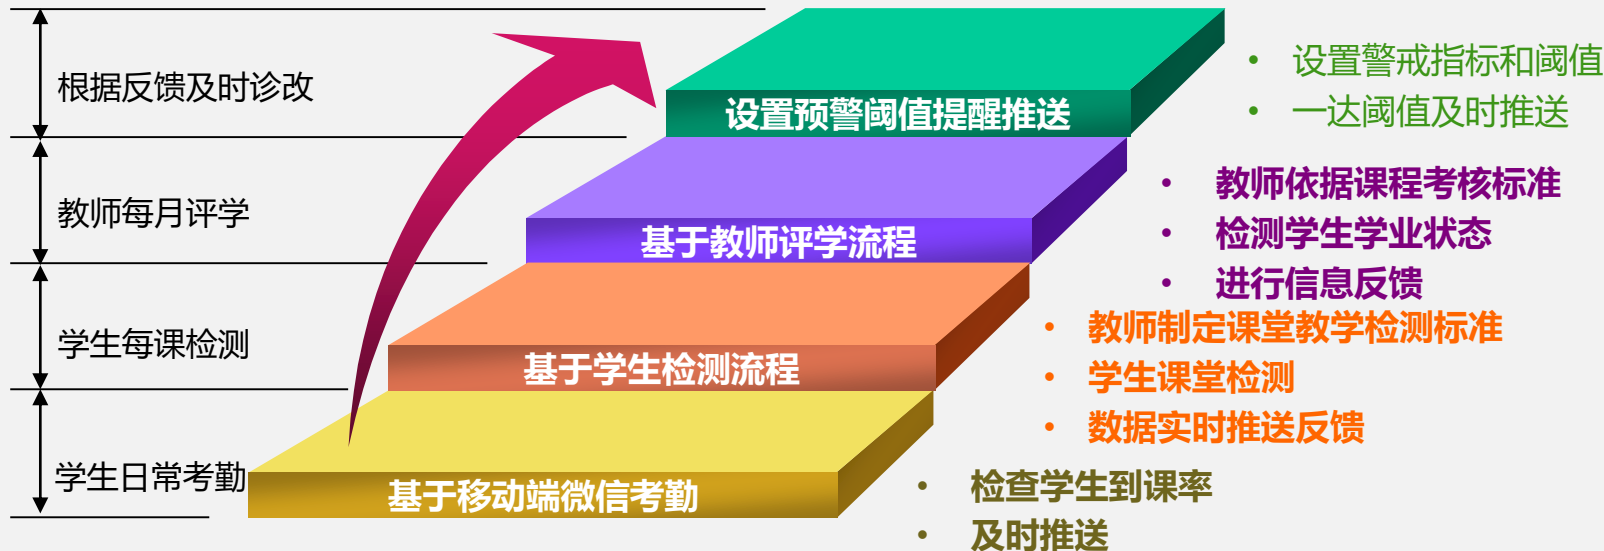 根据反馈及时诊改
设置预警阈值提醒推送
• 设置警戒指标和阈值
• 一达阈值及时推送
教师每月评学
基于教师评学流程
• 教师依据课程考核标准
• 检测学生学业状态
• 进行信息反馈
学生每课检测
基于学生检测流程
• 教师制定课堂教学检测标准
• 学生课堂检测
• 数据实时推送反馈
学生日常考勤
基于移动端微信考勤
• 检查学生到课率
• 及时推送